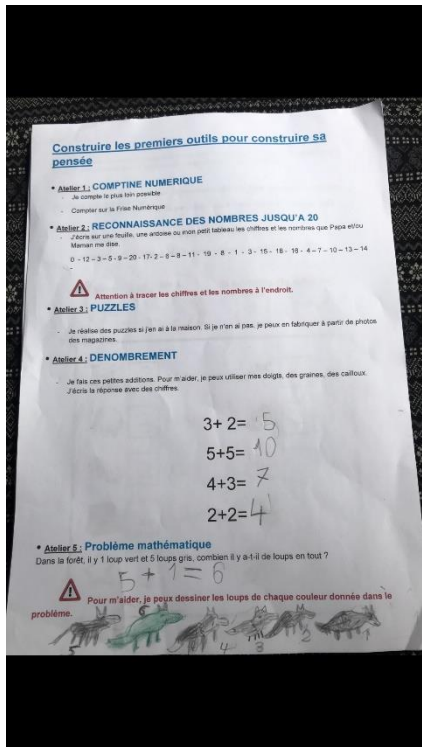 Construire les premiers outils pour construire sa
pensée
• Atelier 1 : COMPTINE NUMERIQUE
- Je compte le plus loin possible
- Compter sur la Frise Numérique
• Atelier 2 : RECONNAISSANCE DES NOMBRES JUSQU'A 20
- J'écris sur une feuille, une ardoise ou mon petit tableau les chiffres et les nombres que Papa et/ou
Maman me dise.
0 - 12 – 3 – 5 - 9 – 20 - 17- 2 – 6 – 8 – 11 - 19 - 8 - 1 - 3 - 16 - 18 - 16 - 4 – 7 – 10 – 13 – 14
-
Attention à tracer les chiffres et les nombres à l'endroit.
• Atelier 3 : PUZZLES
- Je réalise des puzzles si j'en ai à la maison. Si je n'en ai pas, je peux en fabriquer à partir de photos
des magazines.
• Atelier 4 : DENOMBREMENT
- Je fais ces petites additions. Pour m'aider, je peux utiliser mes doigts, des graines, des cailloux.
J'écris la réponse avec des chiffres.
3+ 2= 5
5+5= 10
4+3= 7
2+2= 4
• Atelier 5 : Problème mathématique
Dans la forêt, il y 1 loup vert et 5 loups gris, combien il y a-t-il de loups en tout ?
5 + 1 = 6
Pour m'aider, je peux dessiner les loups de chaque couleur donnée dans le
problème.
5 6 4 3 2 1